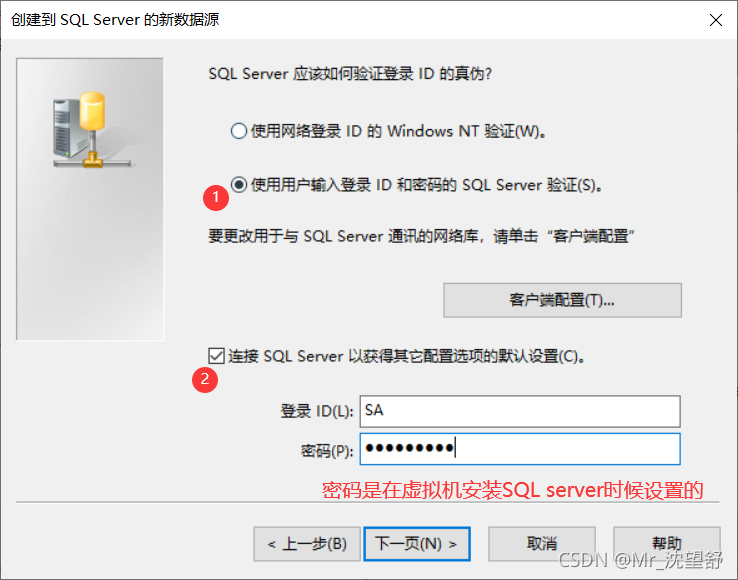 创建到 SQL Server 的新数据源
SQL Server 应该如何验证登录 ID 的真伪?
使用网络登录 ID 的 Windows NT 验证(W)。
1
使用用户输入登录 ID 和密码的 SQL Server 验证(S)。
要更改用于与 SQL Server 通讯的网络库，请单击“客户端配置”
客户端配置(T)...
2
连接 SQL Server 以获得其它配置选项的默认设置(C)。
登录 ID(L): SA
密码(P): ●●●●●●●●●
密码是在虚拟机安装SQL server时候设置的
< 上一步(B) 下一页(N) > 取消 帮助
CSDN @Mr_沈望舒